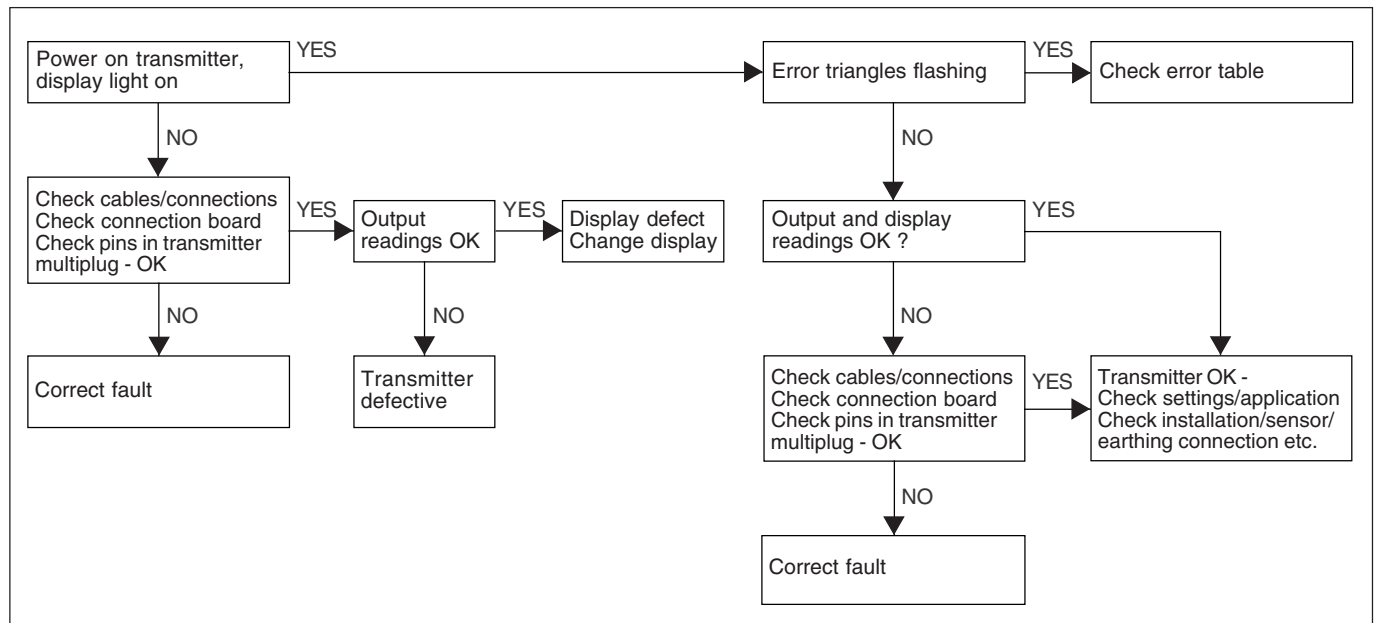 Power on transmitter,
display light on
YES
Error triangles flashing
YES
Check error table
NO
NO
Check cables/connections
Check connection board
Check pins in transmitter
multiplug - OK
YES
Output
readings OK
YES
Display defect
Change display
Output and display
readings OK ?
YES
NO
NO
NO
Correct fault
Transmitter
defective
Check cables/connections
Check connection board
Check pins in transmitter
multiplug - OK
YES
Transmitter OK -
Check settings/application
Check installation/sensor/
earthing connection etc.
NO
Correct fault